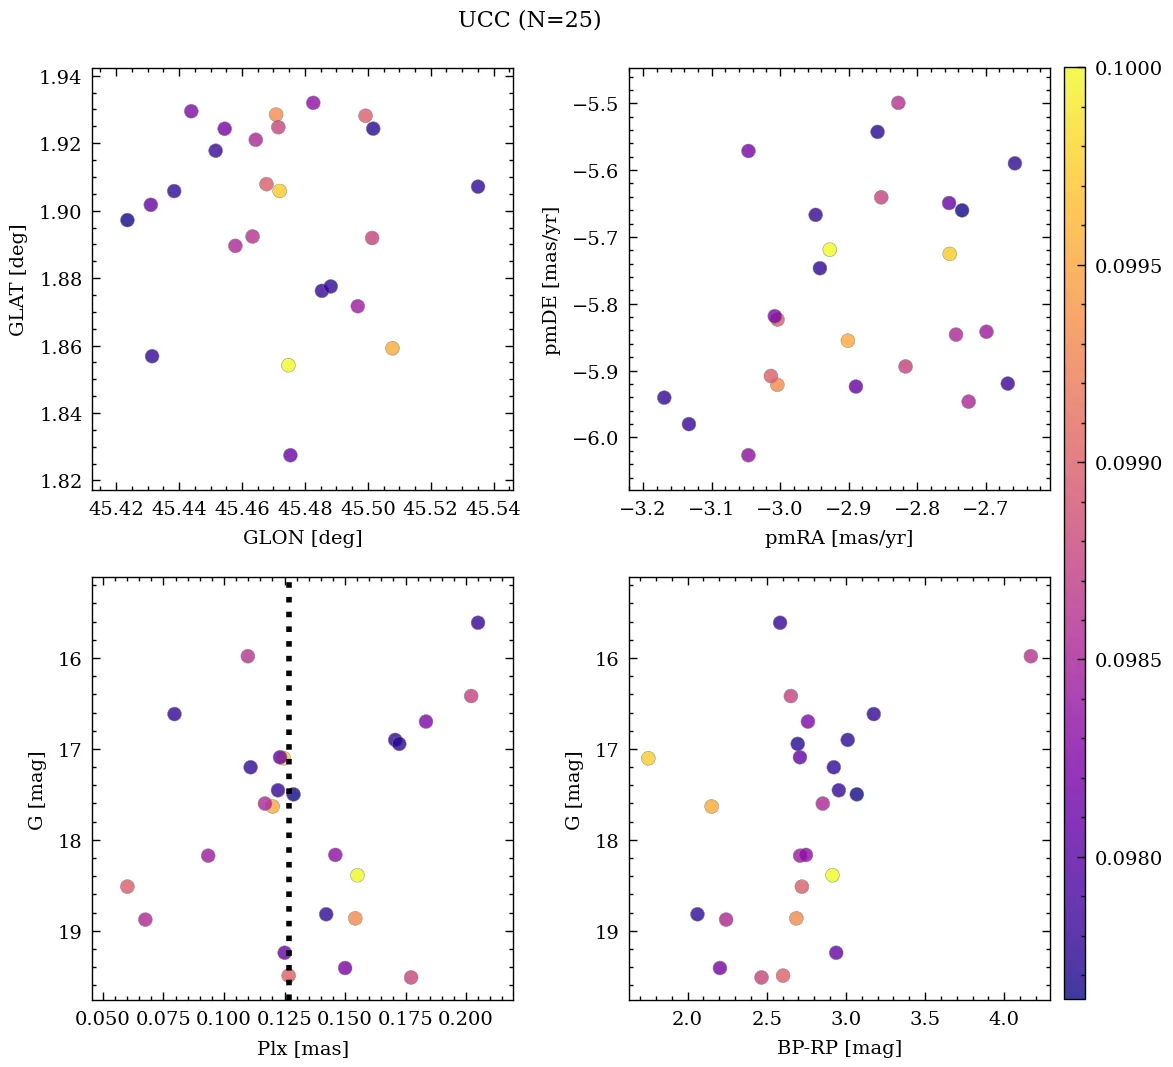 UCC (N=25)
1.94
1.92
1.90
1.88
1.86
1.84
1.82
GLAT [deg]
45.42 45.44 45.46 45.48 45.50 45.52 45.54
GLON [deg]
−5.5
−5.6
−5.7
−5.8
−5.9
−6.0
pmDE [mas/yr]
−3.2 −3.1 −3.0 −2.9 −2.8 −2.7
pmRA [mas/yr]
16
17
18
19
G [mag]
0.050 0.075 0.100 0.125 0.150 0.175 0.200
Plx [mas]
16
17
18
19
G [mag]
2.0 2.5 3.0 3.5 4.0
BP-RP [mag]
0.1000
0.0995
0.0990
0.0985
0.0980